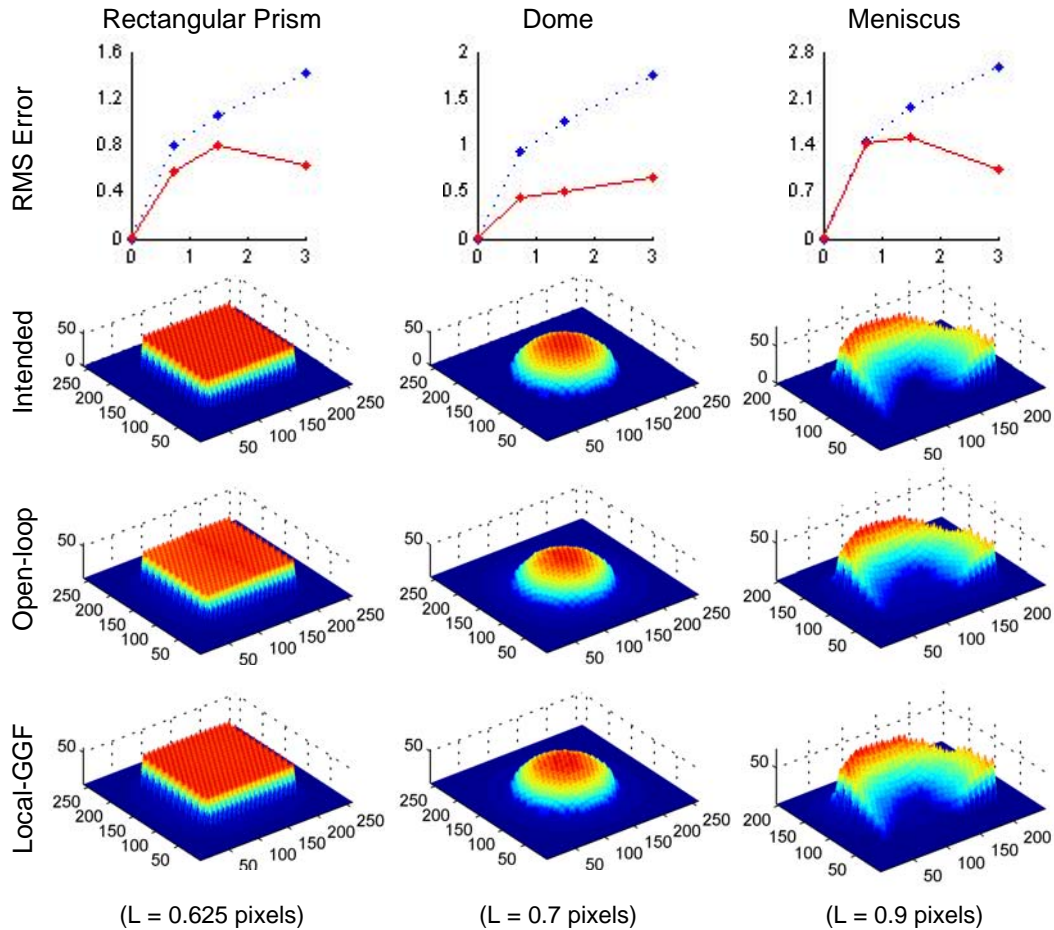 Rectangular Prism Dome Meniscus
RMS Error
1.6 1.2 0.8 0.4 0
0 1 2 3
2 1.5 1 0.5 0
0 1 2 3
2.8 2.1 1.4 0.7 0
0 1 2 3
Intended
50 0
250 200 150 100 50
50 100 150 200 250
50 0
200 150 100 50
50 100 150 200 250
50 0
200 150 100 50
50 100 150 200
Open-loop
50
250 200 150 100 50
50 100 150 200 250
50
200 150 100 50
50 100 150 200 250
50
200 150 100 50
50 100 150 200
Local-GGF
50
250 200 150 100 50
50 100 150 200 250
50
200 150 100 50
50 100 150 200 250
50
200 150 100 50
50 100 150 200
(L = 0.625 pixels) (L = 0.7 pixels) (L = 0.9 pixels)